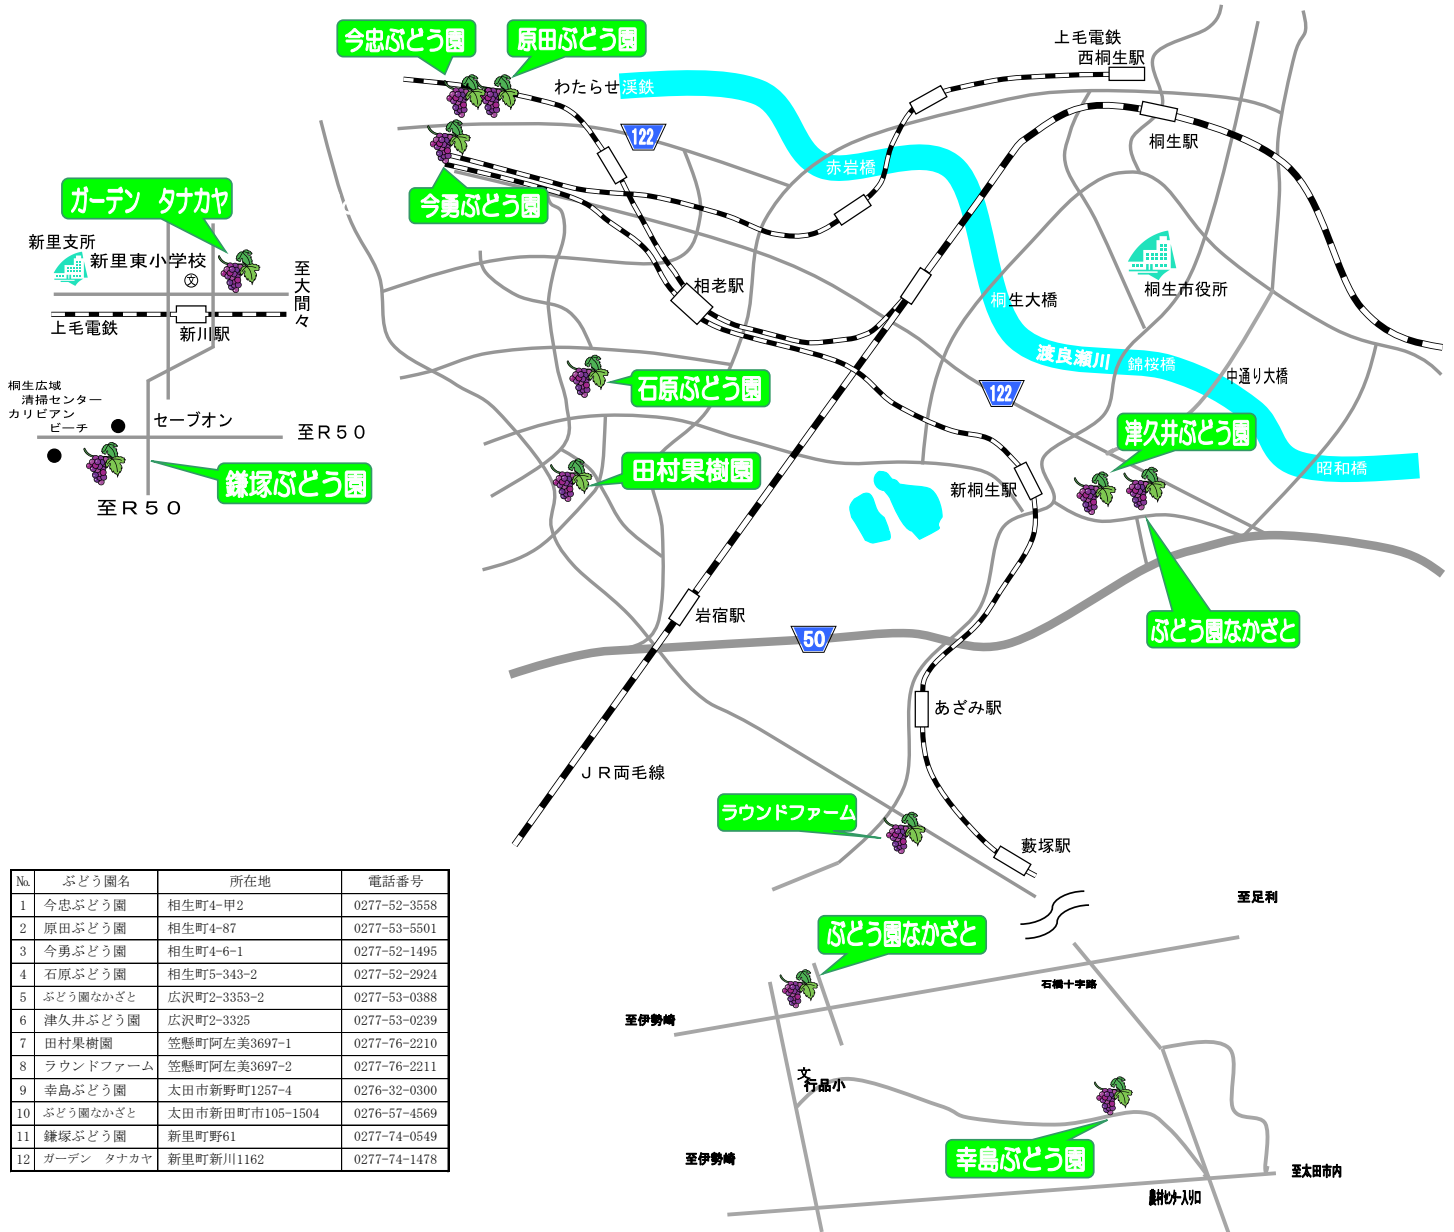 今忠ぶどう園
原田ぶどう園
上毛電鉄
西桐生駅
わたらせ渓鉄
122
桐生駅
赤岩橋
ガーデン　タナカヤ
今勇ぶどう園
新里支所
新里東小学校
文
至大間々
上毛電鉄
新川駅
相老駅
桐生大橋
桐生市役所
渡良瀬川
錦桜橋
中通り大橋
122
石原ぶどう園
桐生広域
清掃センター
カリビアン
ビーチ
セーブオン
至R50
津久井ぶどう園
田村果樹園
昭和橋
鎌塚ぶどう園
至R50
新桐生駅
岩宿駅
50
ぶどう園なかざと
あざみ駅
JR両毛線
ラウンドファーム
藪塚駅
至足利
ぶどう園なかざと
石橋十字路
至伊勢崎
文
行品小
幸島ぶどう園
至伊勢崎
至太田市内
農村センター入り口
№ ぶどう園名 所在地 電話番号
1 今忠ぶどう園 相生町4-甲2 0277-52-3558
2 原田ぶどう園 相生町4-87 0277-53-5501
3 今勇ぶどう園 相生町4-6-1 0277-52-1495
4 石原ぶどう園 相生町5-343-2 0277-52-2924
5 ぶどう園なかざと 広沢町2-3353-2 0277-53-0388
6 津久井ぶどう園 広沢町2-3325 0277-53-0239
7 田村果樹園 笠懸町阿左美3697-1 0277-76-2210
8 ラウンドファーム 笠懸町阿左美3697-2 0277-76-2211
9 幸島ぶどう園 太田市新野町1257-4 0276-32-0300
10 ぶどう園なかざと 太田市新田町市105-1504 0276-57-4569
11 鎌塚ぶどう園 新里町野61 0277-74-0549
12 ガーデン　タナカヤ 新里町新川1162 0277-74-1478